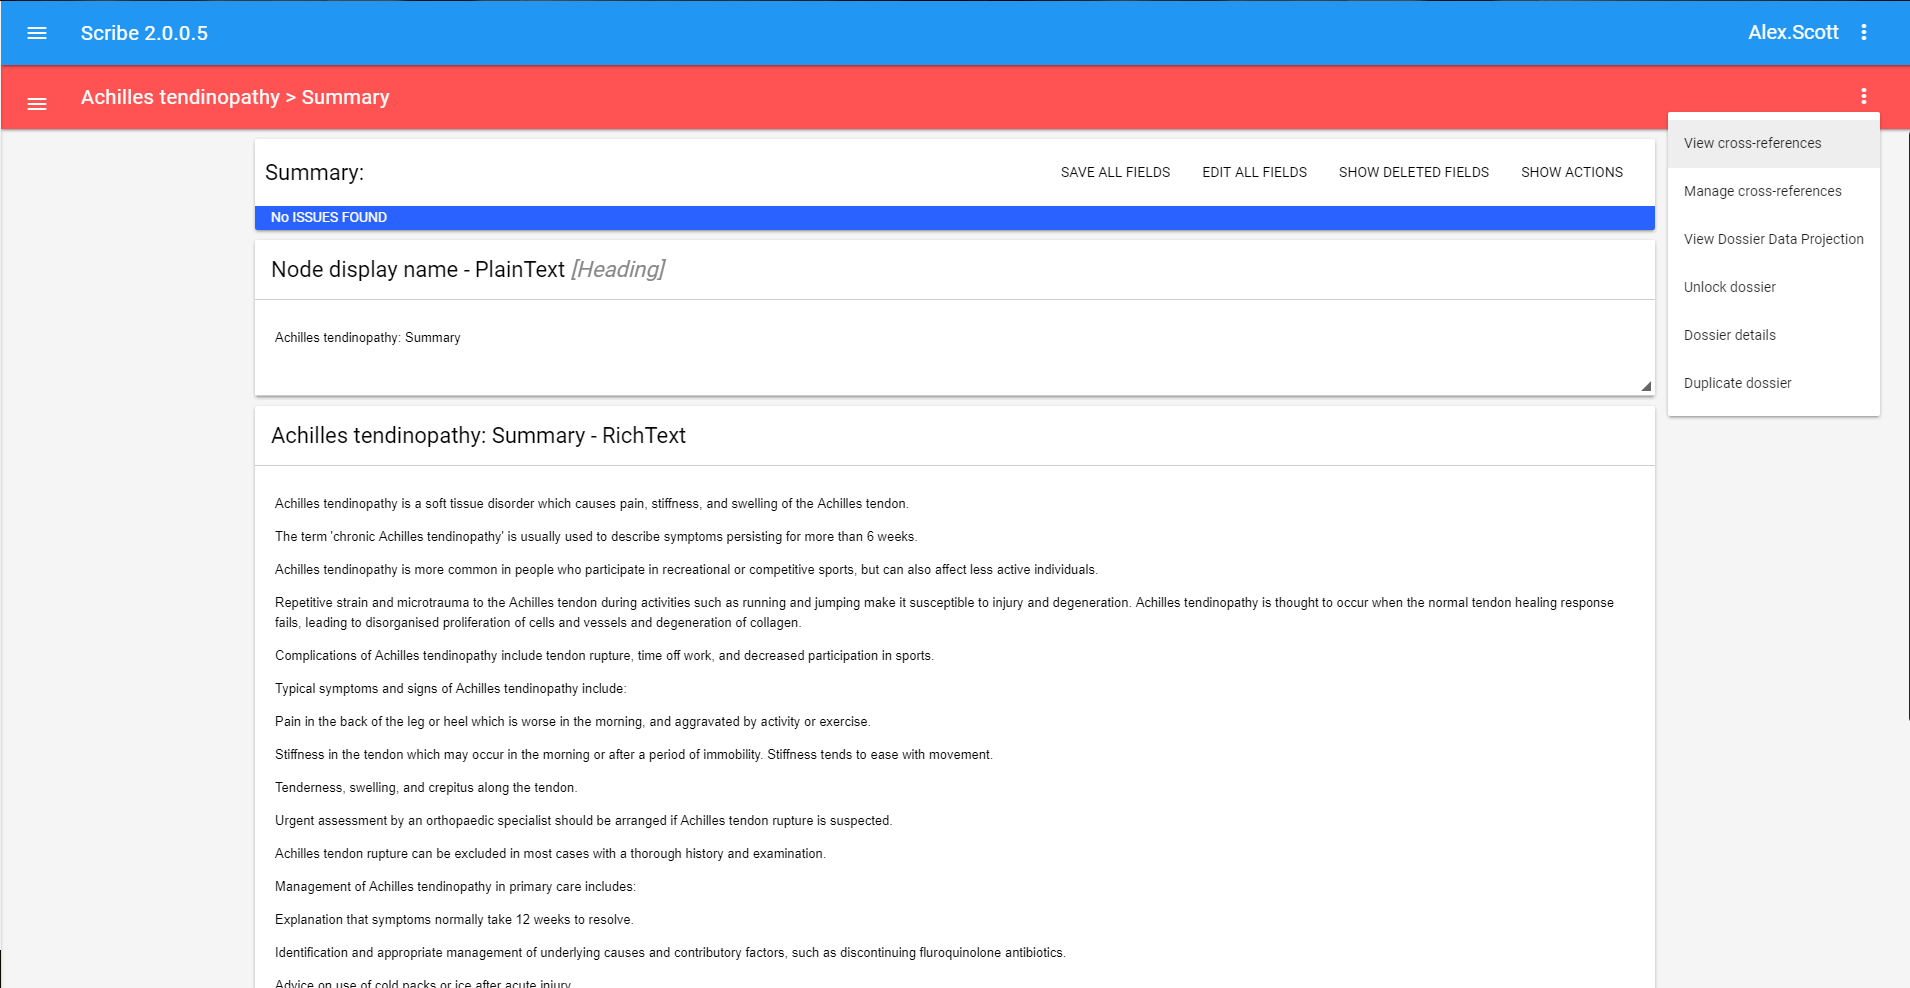 Scribe 2.0.0.5
Alex.Scott
Achilles tendinopathy > Summary
View cross-references
Manage cross-references
View Dossier Data Projection
Unlock dossier
Dossier details
Duplicate dossier
Summary:
SAVE ALL FIELDS
EDIT ALL FIELDS
SHOW DELETED FIELDS
SHOW ACTIONS
No ISSUES FOUND
Node display name - PlainText [Heading]
Achilles tendinopathy: Summary
Achilles tendinopathy: Summary - RichText
Achilles tendinopathy is a soft tissue disorder which causes pain, stiffness, and swelling of the Achilles tendon.
The term 'chronic Achilles tendinopathy' is usually used to describe symptoms persisting for more than 6 weeks.
Achilles tendinopathy is more common in people who participate in recreational or competitive sports, but can also affect less active individuals.
Repetitive strain and microtrauma to the Achilles tendon during activities such as running and jumping make it susceptible to injury and degeneration. Achilles tendinopathy is thought to occur when the normal tendon healing response
fails, leading to disorganised proliferation of cells and vessels and degeneration of collagen.
Complications of Achilles tendinopathy include tendon rupture, time off work, and decreased participation in sports.
Typical symptoms and signs of Achilles tendinopathy include:
Pain in the back of the leg or heel which is worse in the morning, and aggravated by activity or exercise.
Stiffness in the tendon which may occur in the morning or after a period of immobility. Stiffness tends to ease with movement.
Tenderness, swelling, and crepitus along the tendon.
Urgent assessment by an orthopaedic specialist should be arranged if Achilles tendon rupture is suspected.
Achilles tendon rupture can be excluded in most cases with a thorough history and examination.
Management of Achilles tendinopathy in primary care includes:
Explanation that symptoms normally take 12 weeks to resolve.
Identification and appropriate management of underlying causes and contributory factors, such as discontinuing fluroquinolone antibiotics.
Advice on use of cold packs or ice after acute injury